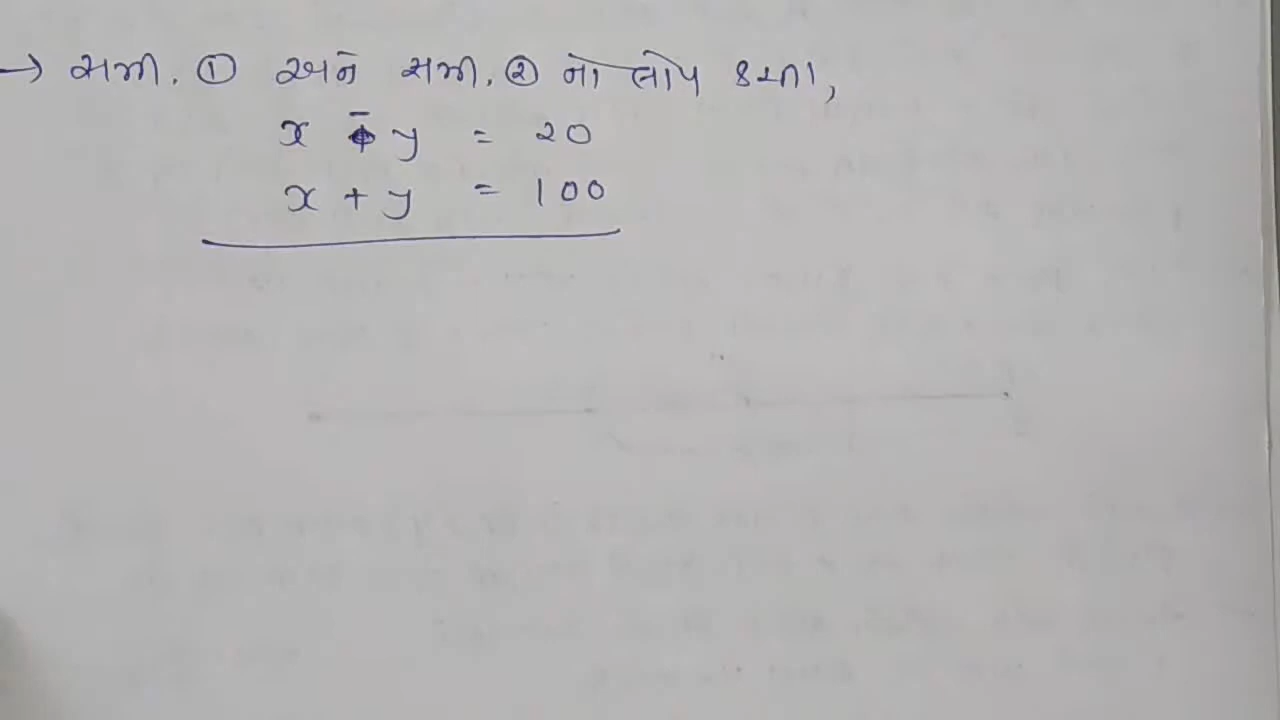 → સમી. ① અને સમી. ② નો લોપ કરતા,
x - y = 20
x + y = 100